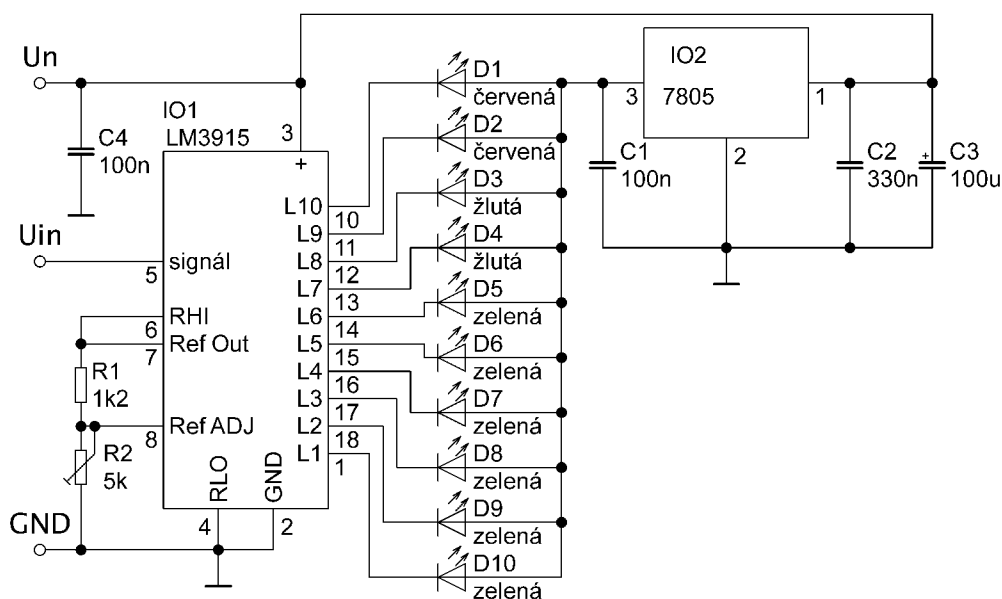 Un
C4
100n
IO1
LM3915
3
+
Uin
5
signál
6
RHI
7
Ref Out
R1
1k2
8
Ref ADJ
R2
5k
RLO
GND
4
2
GND
L10
10
L9
11
L8
12
L7
13
L6
14
L5
15
L4
16
L3
17
L2
18
L1
1
D1
červená
D2
červená
D3
žlutá
D4
žlutá
D5
zelená
D6
zelená
D7
zelená
D8
zelená
D9
zelená
D10
zelená
IO2
7805
3
1
2
C1
100n
C2
330n
+
C3
100u